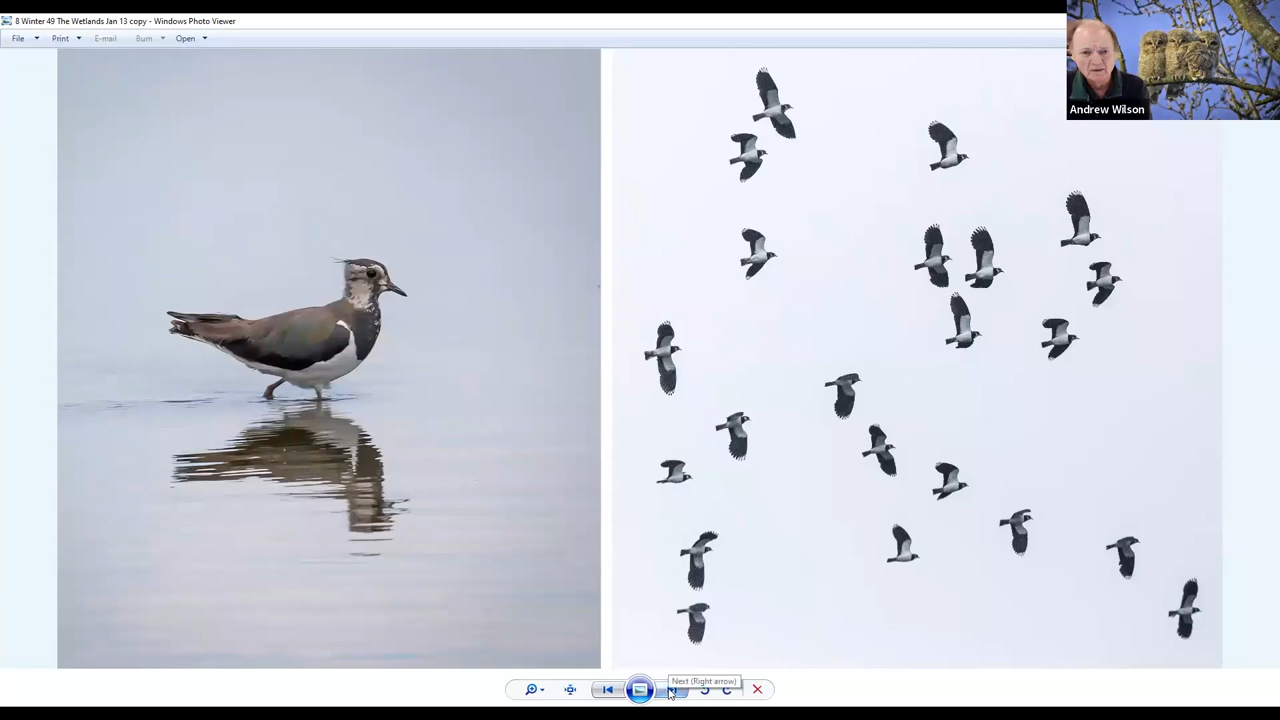 8 Winter 49 The Wetlands Jan 13 copy - Windows Photo Viewer
File Print E-mail Burn Open
Andrew Wilson
Next (Right arrow)